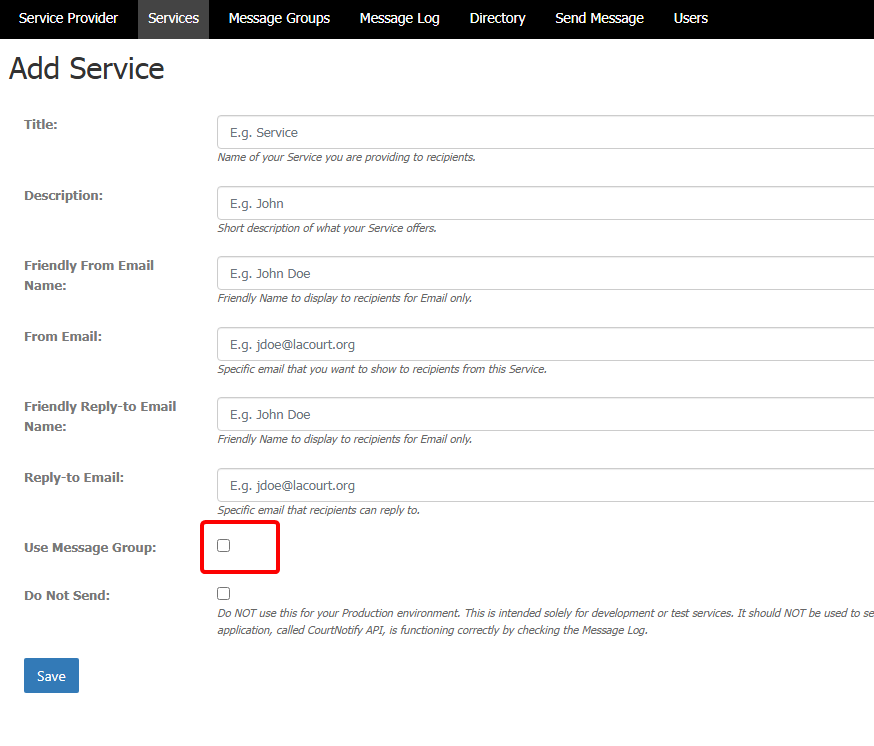 Service Provider Services Message Groups Message Log Directory Send Message Users
Add Service
Title:
E.g. Service
Name of your Service you are providing to recipients.
Description:
E.g. John
Short description of what your Service offers.
Friendly From Email
Name:
E.g. John Doe
Friendly Name to display to recipients for Email only.
From Email:
E.g. jdoe@lacourt.org
Specific email that you want to show to recipients from this Service.
Friendly Reply-to Email
Name:
E.g. John Doe
Friendly Name to display to recipients for Email only.
Reply-to Email:
E.g. jdoe@lacourt.org
Specific email that recipients can reply to.
Use Message Group:
Do Not Send:
Do NOT use this for your Production environment. This is intended solely for development or test services. It should NOT be used to se
application, called CourtNotify API, is functioning correctly by checking the Message Log.
Save